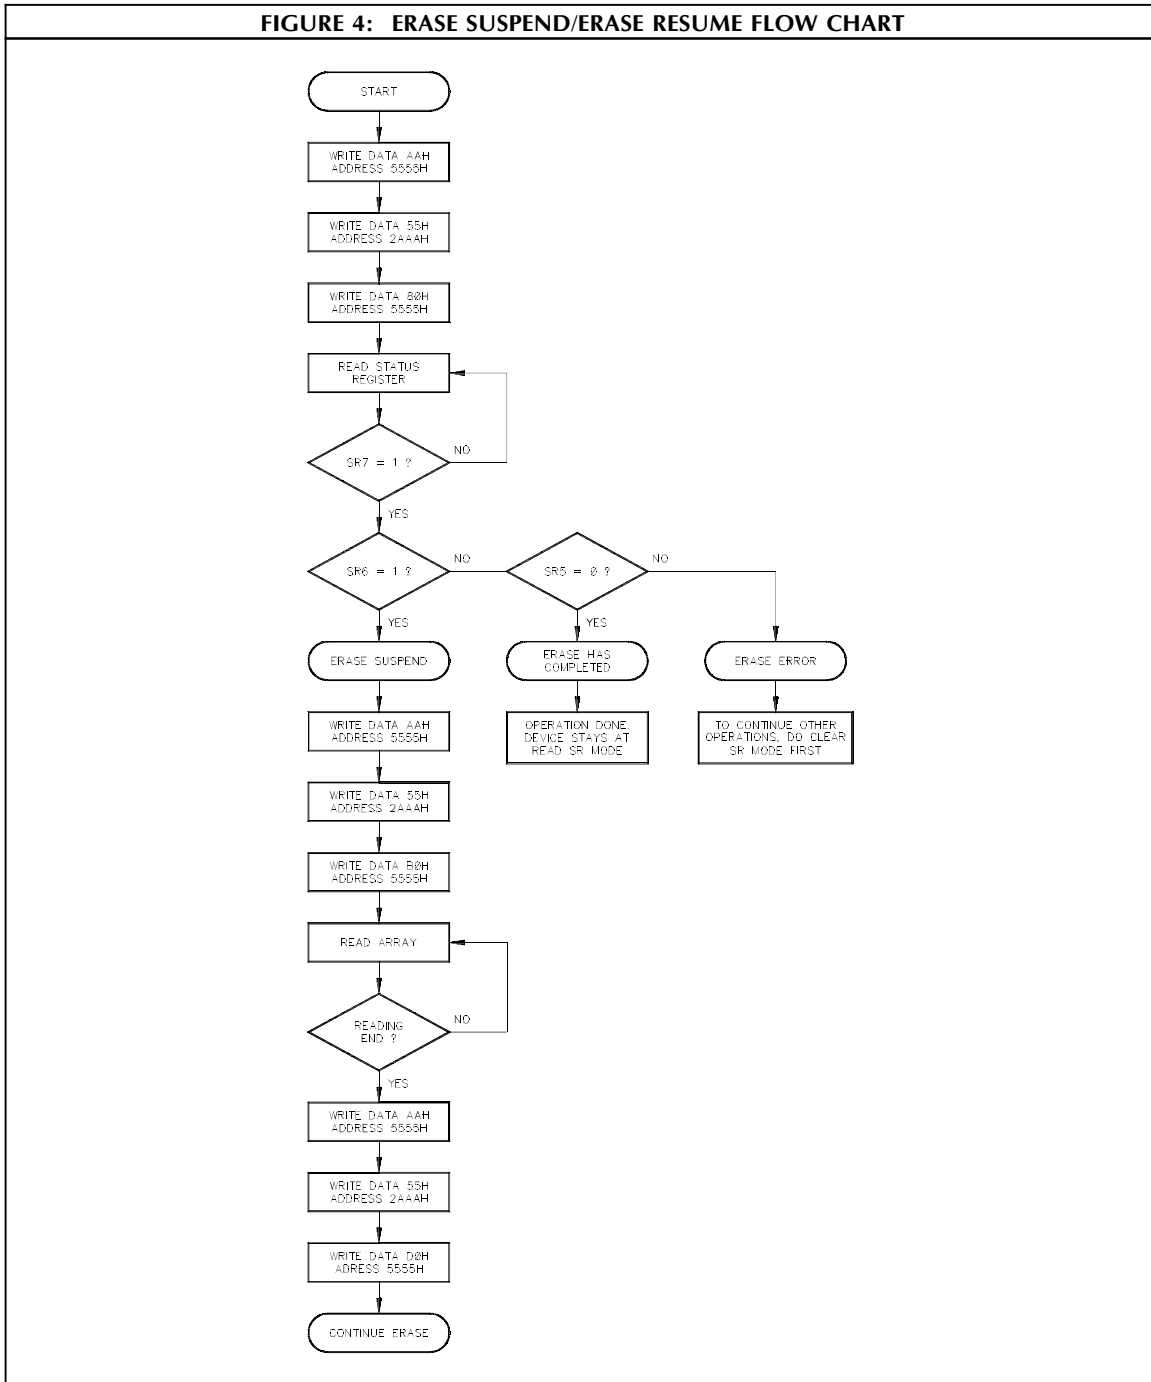 FIGURE 4: ERASE SUSPEND/ERASE RESUME FLOW CHART
START
WRITE DATA AAH
ADDRESS 5555H
WRITE DATA 55H
ADDRESS 2AAAH
WRITE DATA 80H
ADDRESS 5555H
READ STATUS
REGISTER
SR7 = 1 ?
NO
YES
SR6 = 1 ?
NO
SR5 = 0 ?
NO
YES
YES
ERASE SUSPEND
ERASE HAS
COMPLETED
ERASE ERROR
WRITE DATA AAH
ADDRESS 5555H
OPERATION DONE,
DEVICE STAYS AT
READ SR MODE
TO CONTINUE OTHER
OPERATIONS, DO CLEAR
SR MODE FIRST
WRITE DATA 55H
ADDRESS 2AAAH
WRITE DATA B0H
ADDRESS 5555H
READ ARRAY
READING
END ?
NO
YES
WRITE DATA AAH
ADDRESS 5555H
WRITE DATA 55H
ADDRESS 2AAAH
WRITE DATA D0H
ADRESS 5555H
CONTINUE ERASE